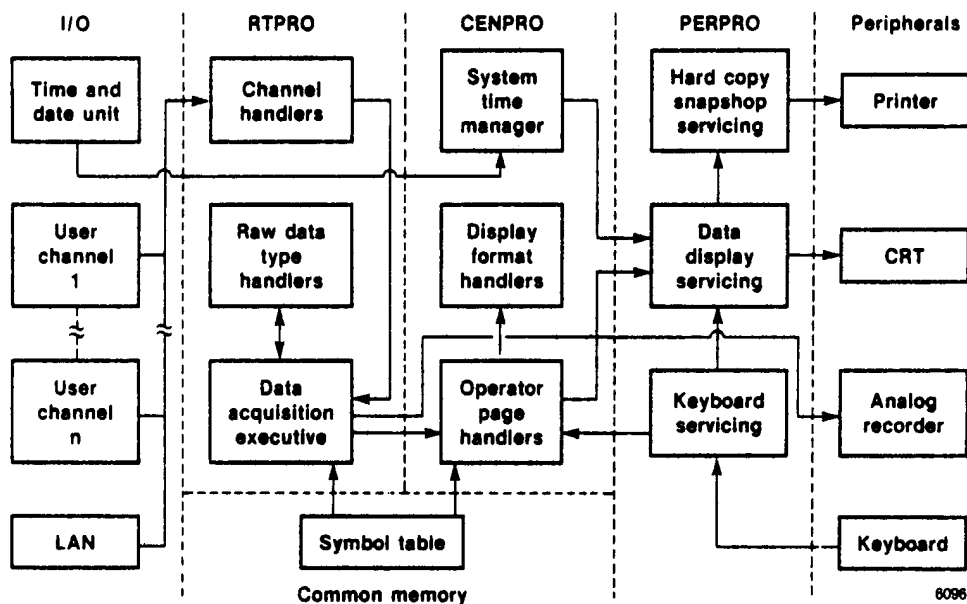 I/O
RTPRO
CENPRO
PERPRO
Peripherals
Time and
date unit
Channel
handlers
System
time
manager
Hard copy
snapshop
servicing
Printer
User
channel
1
Raw data
type
handlers
Display
format
handlers
Data
display
servicing
CRT
User
channel
n
Data
acquisition
executive
Operator
page
handlers
Keyboard
servicing
Analog
recorder
LAN
Symbol table
Keyboard
Common memory
6096